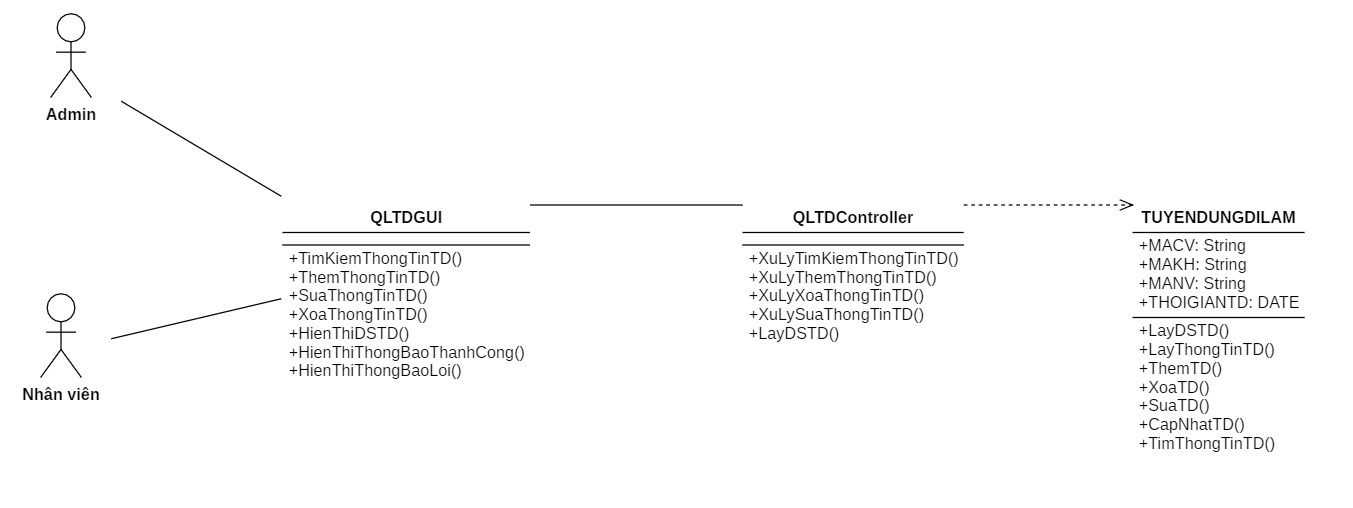 Admin
Nhân viên
QLTDGUI
+TimKiemThongTinTD()
+ThemThongTinTD()
+SuaThongTinTD()
+XoaThongTinTD()
+HienThiDSTD()
+HienThiThongBaoThanhCong()
+HienThiThongBaoLoi()
QLTDController
+XuLyTimKiemThongTinTD()
+XuLyThemThongTinTD()
+XuLyXoaThongTinTD()
+XuLySuaThongTinTD()
+LayDSTD()
TUYENDUNGDILAM
+MACV: String
+MAKH: String
+MANV: String
+THOIGIANTD: DATE
+LayDSTD()
+LayThongTinTD()
+ThemTD()
+XoaTD()
+SuaTD()
+CapNhatTD()
+TimThongTinTD()